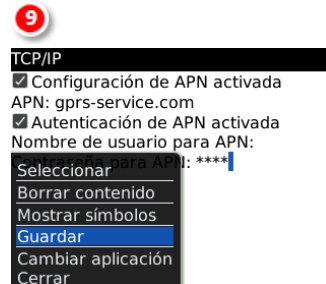 9
TCP/IP
Configuración de APN activada
APN: gprs-service.com
Autenticación de APN activada
Nombre de usuario para APN:
Contraseña para APN: ****
Seleccionar
Borrar contenido
Mostrar símbolos
Guardar
Cambiar aplicación
Cerrar